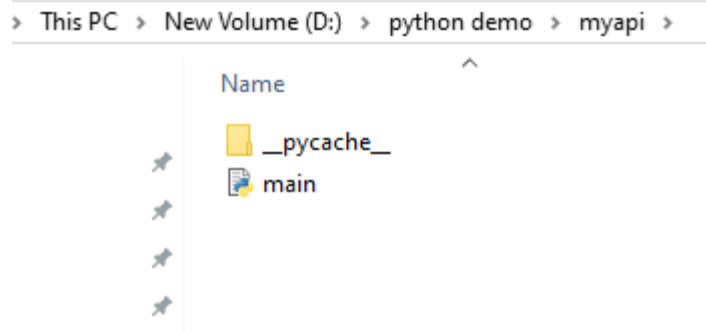 This PC > New Volume (D:) > python demo > myapi >
Name
__pycache__
main